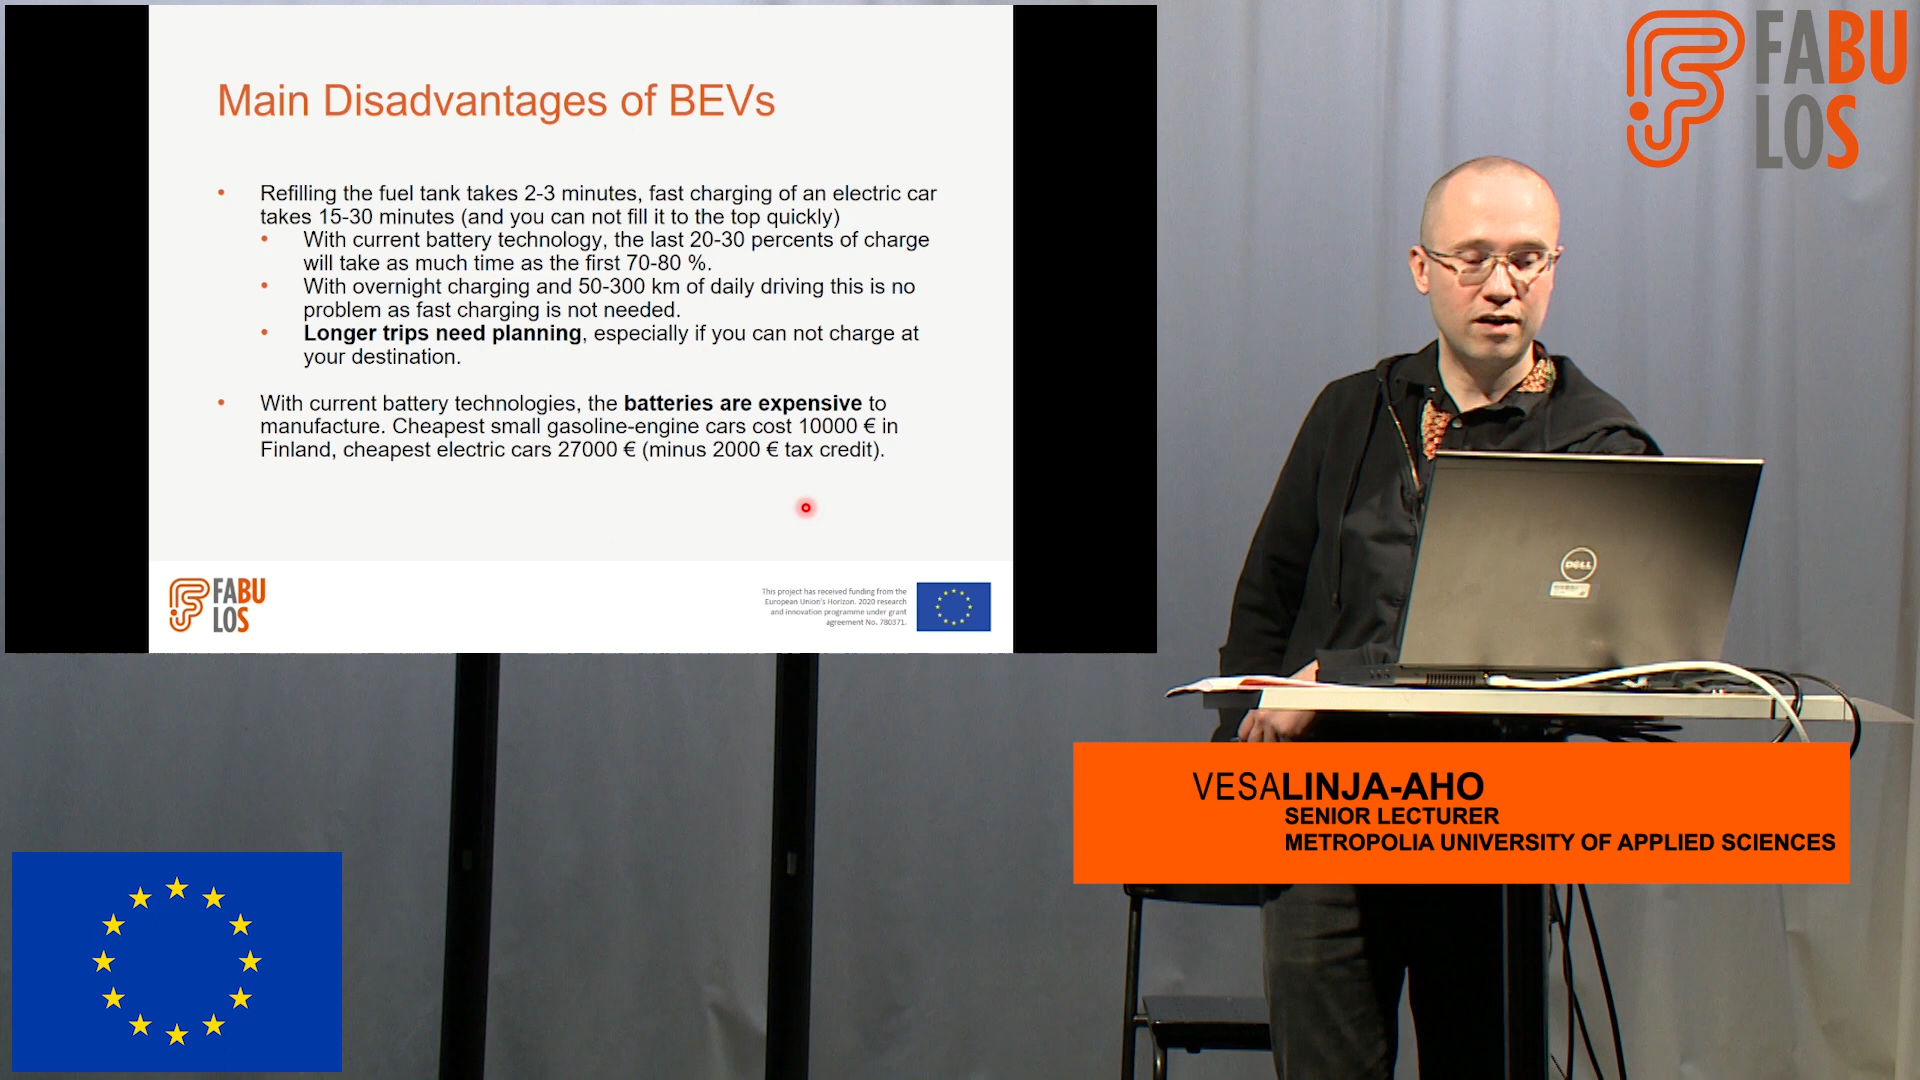 Main Disadvantages of BEVs
• Refilling the fuel tank takes 2-3 minutes, fast charging of an electric car
takes 15-30 minutes (and you can not fill it to the top quickly)
• With current battery technology, the last 20-30 percents of charge
will take as much time as the first 70-80 %.
• With overnight charging and 50-300 km of daily driving this is no
problem as fast charging is not needed.
• Longer trips need planning, especially if you can not charge at
your destination.
• With current battery technologies, the batteries are expensive to
manufacture. Cheapest small gasoline-engine cars cost 10000 € in
Finland, cheapest electric cars 27000 € (minus 2000 € tax credit).
FABU
LOS
This project has received funding from the
European Union's Horizon. 2020 research
and innovation programme under grant
agreement No. 780371.
FABU
LOS
DELL
VESALINJA-AHO
SENIOR LECTURER
METROPOLIA UNIVERSITY OF APPLIED SCIENCES